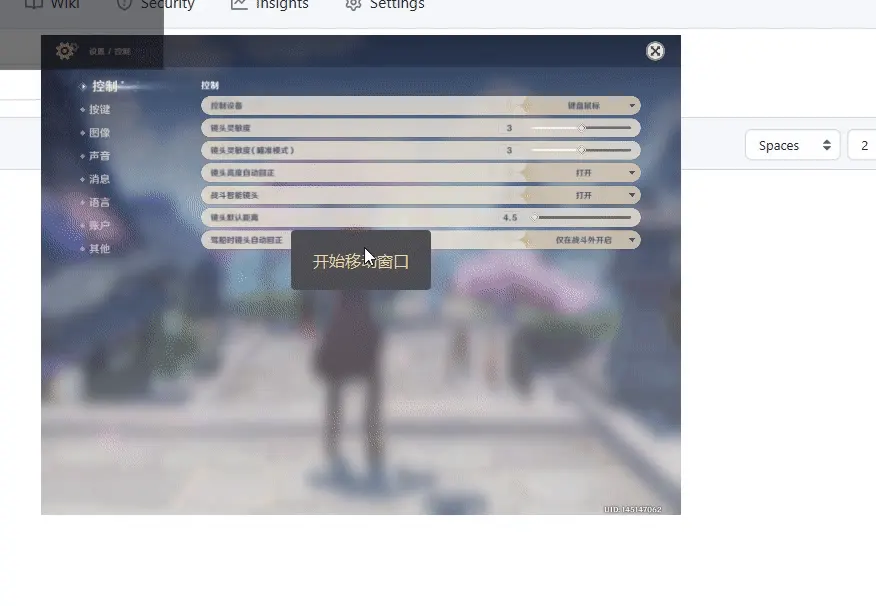 Wiki
Security
Insights
Settings
设置 / 控制
控制
按键
图像
声音
消息
语言
账户
其他
控制
控制设备
键盘鼠标
镜头灵敏度
3
镜头灵敏度(瞄准模式)
3
镜头高度自动回正
打开
战斗智能镜头
打开
镜头默认距离
4.5
驾船时镜头自动回正
仅在战斗外开启
开始移动窗口
Spaces
2
UID:145147062